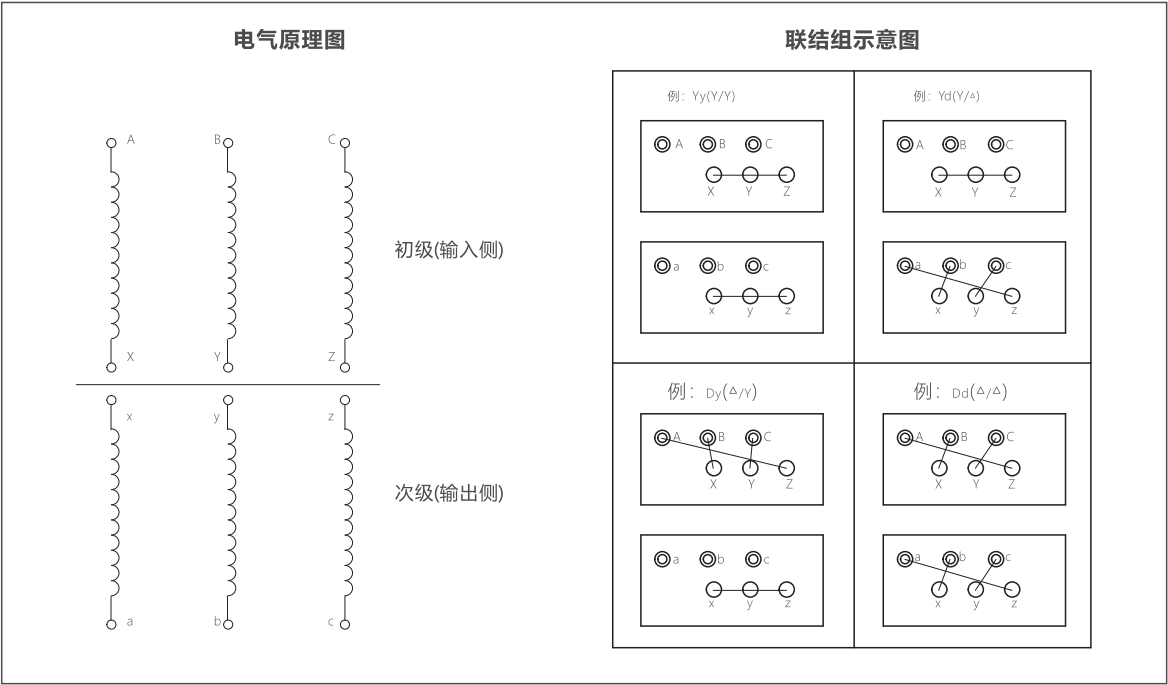 电气原理图
A B C
初级(输入侧)
X Y Z
x y z
次级(输出侧)
a b c
联结组示意图
例：Yy(Y/Y)
A B C
X Y Z
a b c
x y z
例：Yd(Y/△)
A B C
X Y Z
a b c
x y z
例：Dy(△/Y)
A B C
X Y Z
a b c
x y z
例：Dd(△/△)
A B C
X Y Z
a b c
x y z